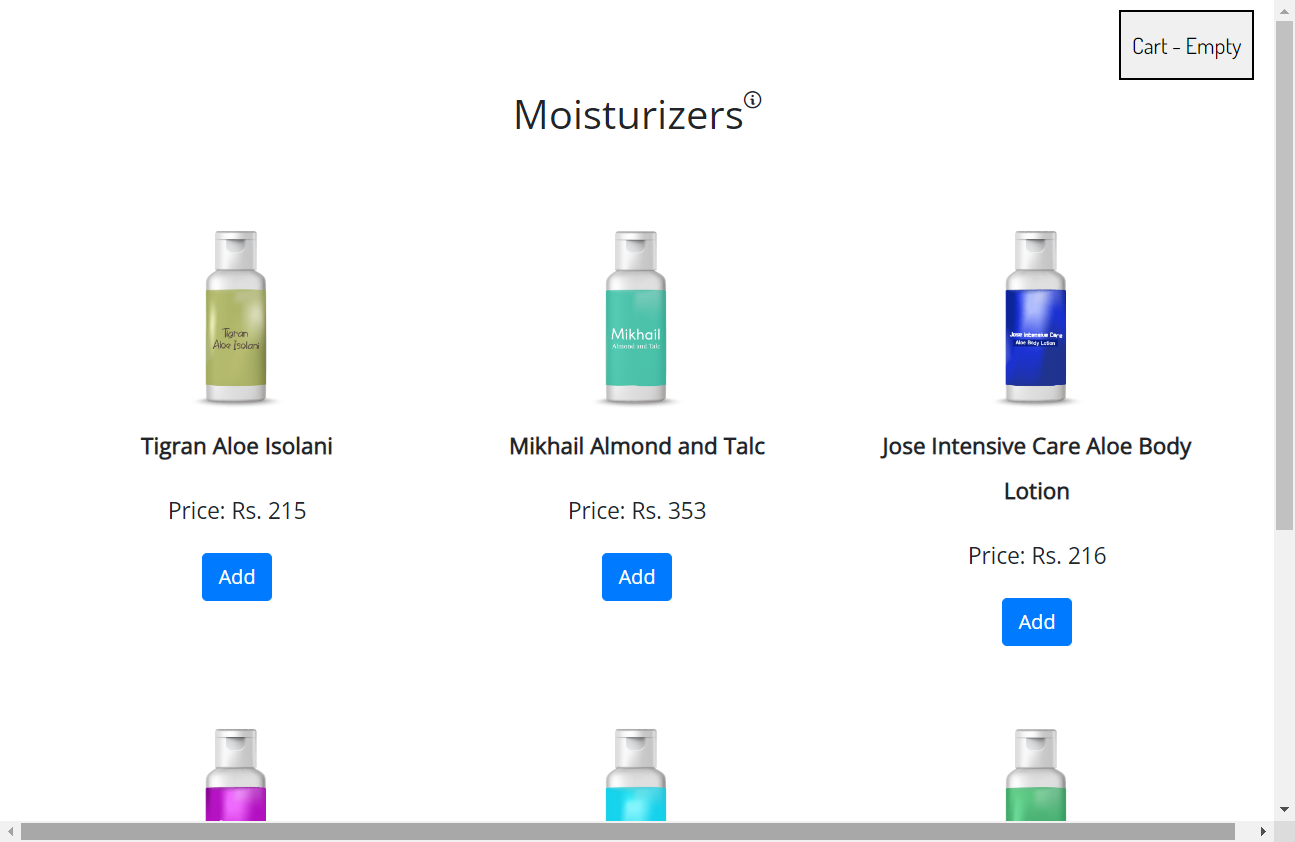 Cart - Empty
Moisturizers
Tigran
Aloe Isolani
Mikhail
Almond and Talc
Jose Intensive Care
Aloe Body Lotion
Tigran Aloe Isolani
Mikhail Almond and Talc
Jose Intensive Care Aloe Body
Lotion
Price: Rs. 215
Price: Rs. 353
Price: Rs. 216
Add
Add
Add